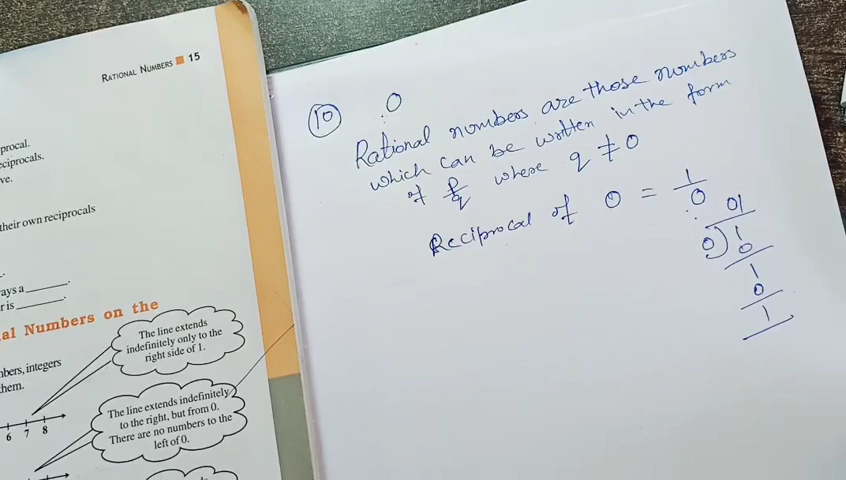 RATIONAL NUMBERS 15
procal.
eciprocals.
ve.
their own reciprocals
ays a ______.
r is ______.
al Numbers on the
mbers, integers
them.
The line extends
indefinitely only to the
right side of 1.
6 7 8
The line extends indefinitely
to the right, but from 0.
There are no numbers to the
left of 0.
10 0
Rational numbers are those numbers
which can be written in the form
of p/q where q ≠ 0
Reciprocal of 0 = 1/0
01
0)1
0
1
0
1